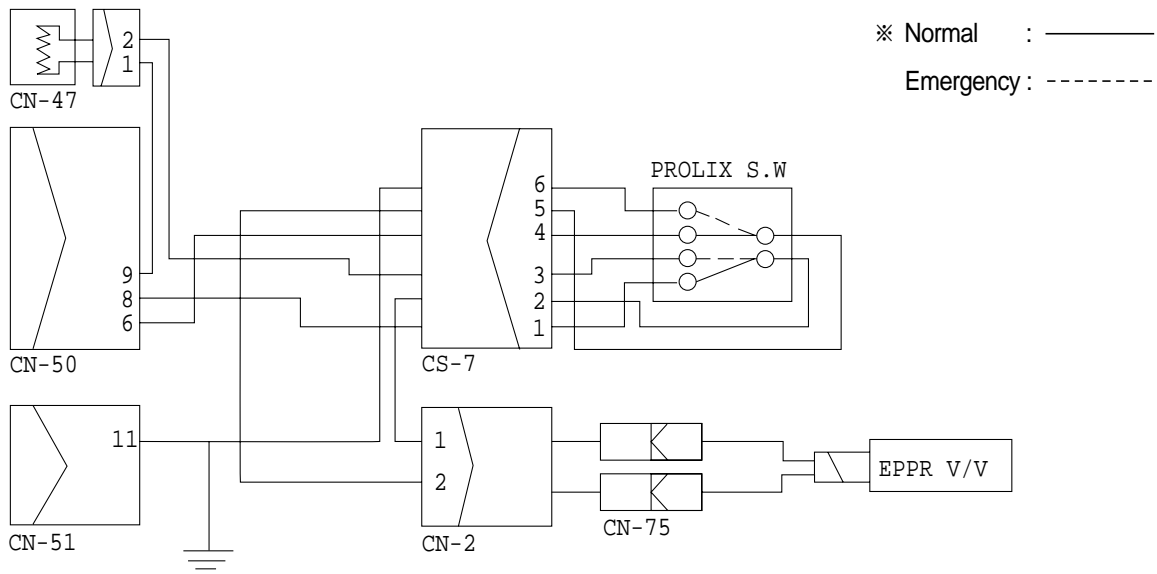 ※ Normal :
Emergency :
2
1
CN-47
9
8
6
CN-50
6
5
4
3
2
1
CS-7
PROLIX S.W
11
CN-51
1
2
CN-2
CN-75
EPPR V/V